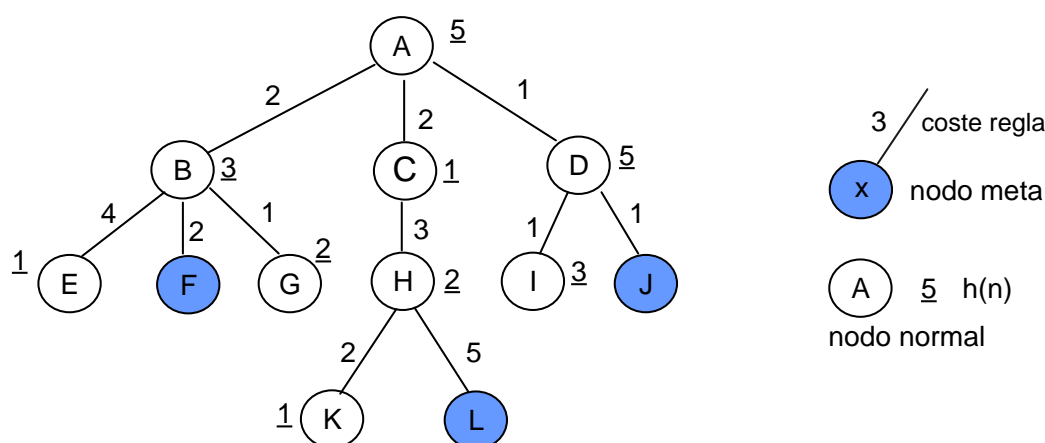 A 5
2 2 1
3 coste regla
B 3 C 1 D 5
x nodo meta
4 2 1 3 1 1
1 E F G 2 H 2 I 3 J
A 5 h(n)
nodo normal
2 5
1 K L